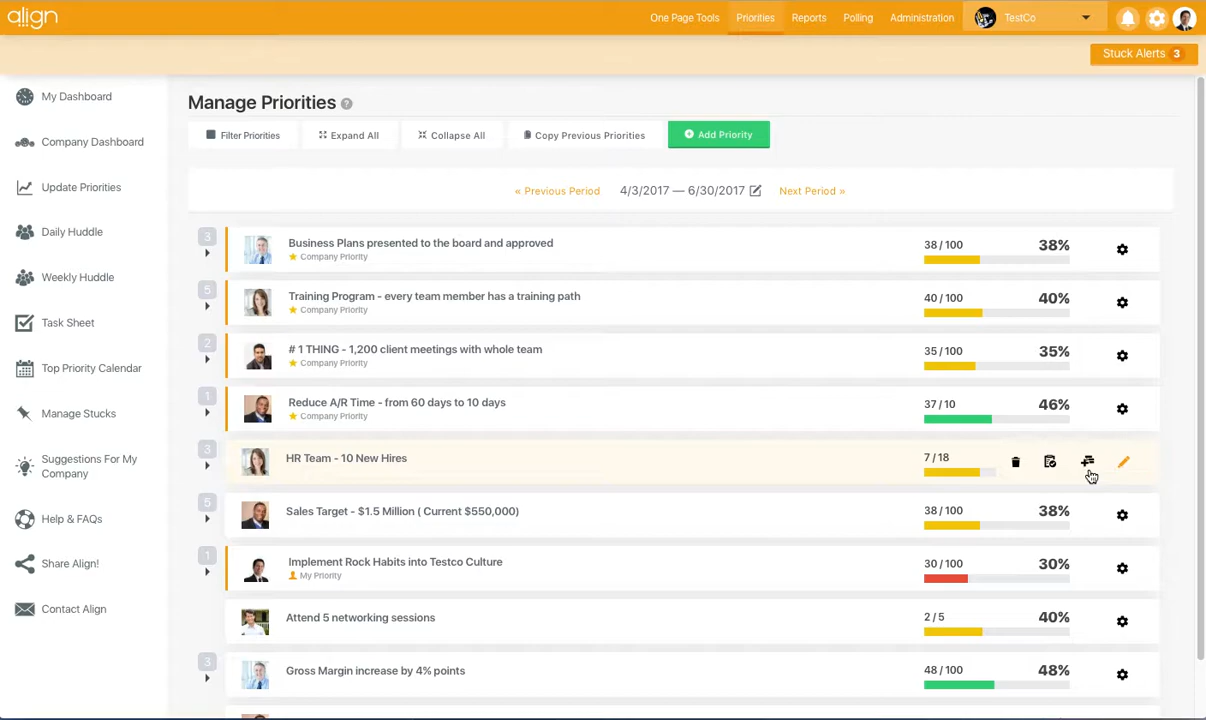 align
One Page Tools
Priorities
Reports
Polling
Administration
TestCo
Stuck Alerts 3
My Dashboard
Company Dashboard
Update Priorities
Daily Huddle
Weekly Huddle
Task Sheet
Top Priority Calendar
Manage Stucks
Suggestions For My
Company
Help & FAQs
Share Align!
Contact Align
Manage Priorities ?
Filter Priorities
Expand All
Collapse All
Copy Previous Priorities
Add Priority
« Previous Period
4/3/2017 — 6/30/2017
Next Period »
3
Business Plans presented to the board and approved
Company Priority
38 / 100
38%
5
Training Program - every team member has a training path
Company Priority
40 / 100
40%
2
# 1 THING - 1,200 client meetings with whole team
Company Priority
35 / 100
35%
1
Reduce A/R Time - from 60 days to 10 days
Company Priority
37 / 10
46%
3
HR Team - 10 New Hires
7 / 18
5
Sales Target - $1.5 Million ( Current $550,000)
38 / 100
38%
1
Implement Rock Habits into Testco Culture
My Priority
30 / 100
30%
Attend 5 networking sessions
2 / 5
40%
3
Gross Margin increase by 4% points
48 / 100
48%